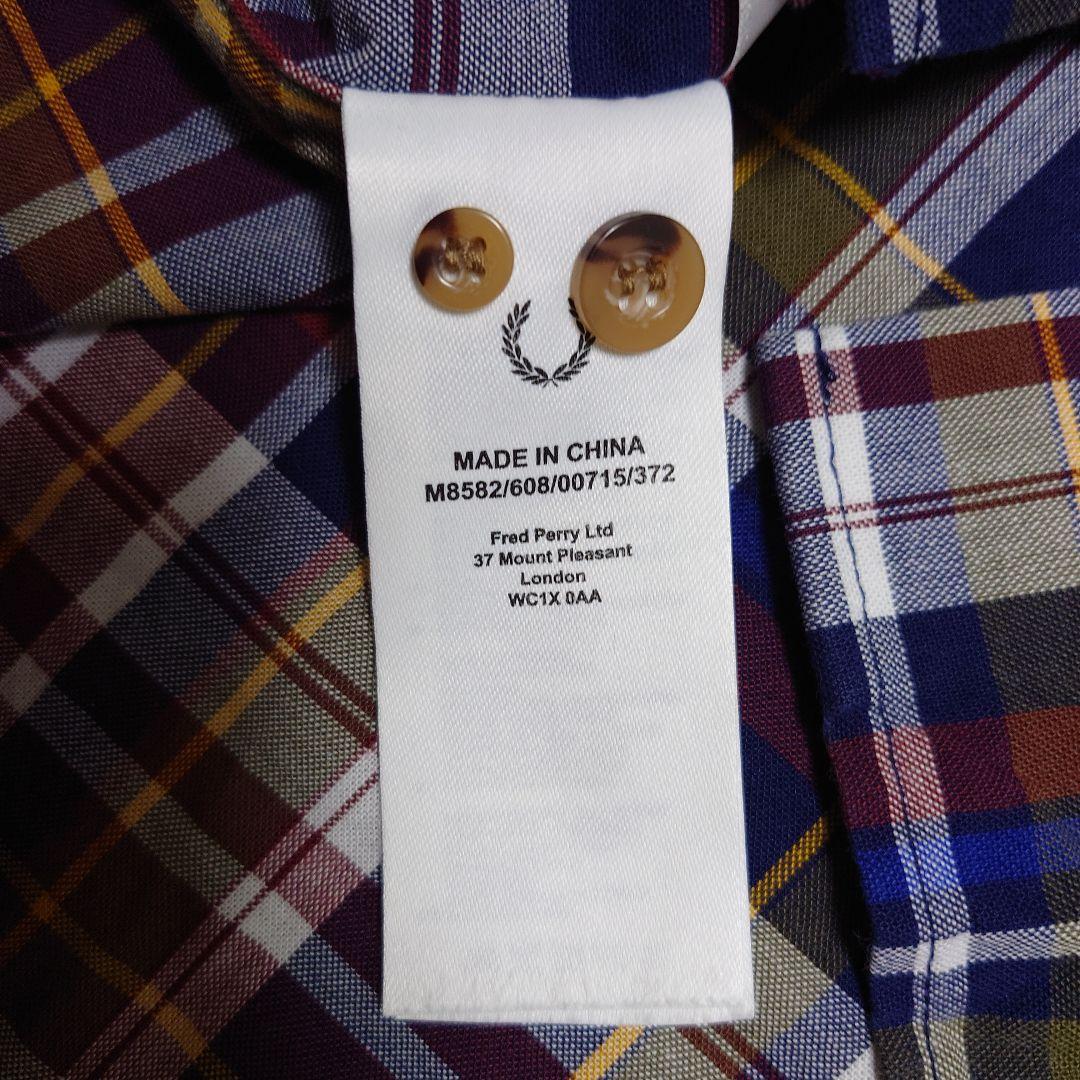 MADE IN CHINA
M8582/608/00715/372
Fred Perry Ltd
37 Mount Pleasant
London
WC1X 0AA